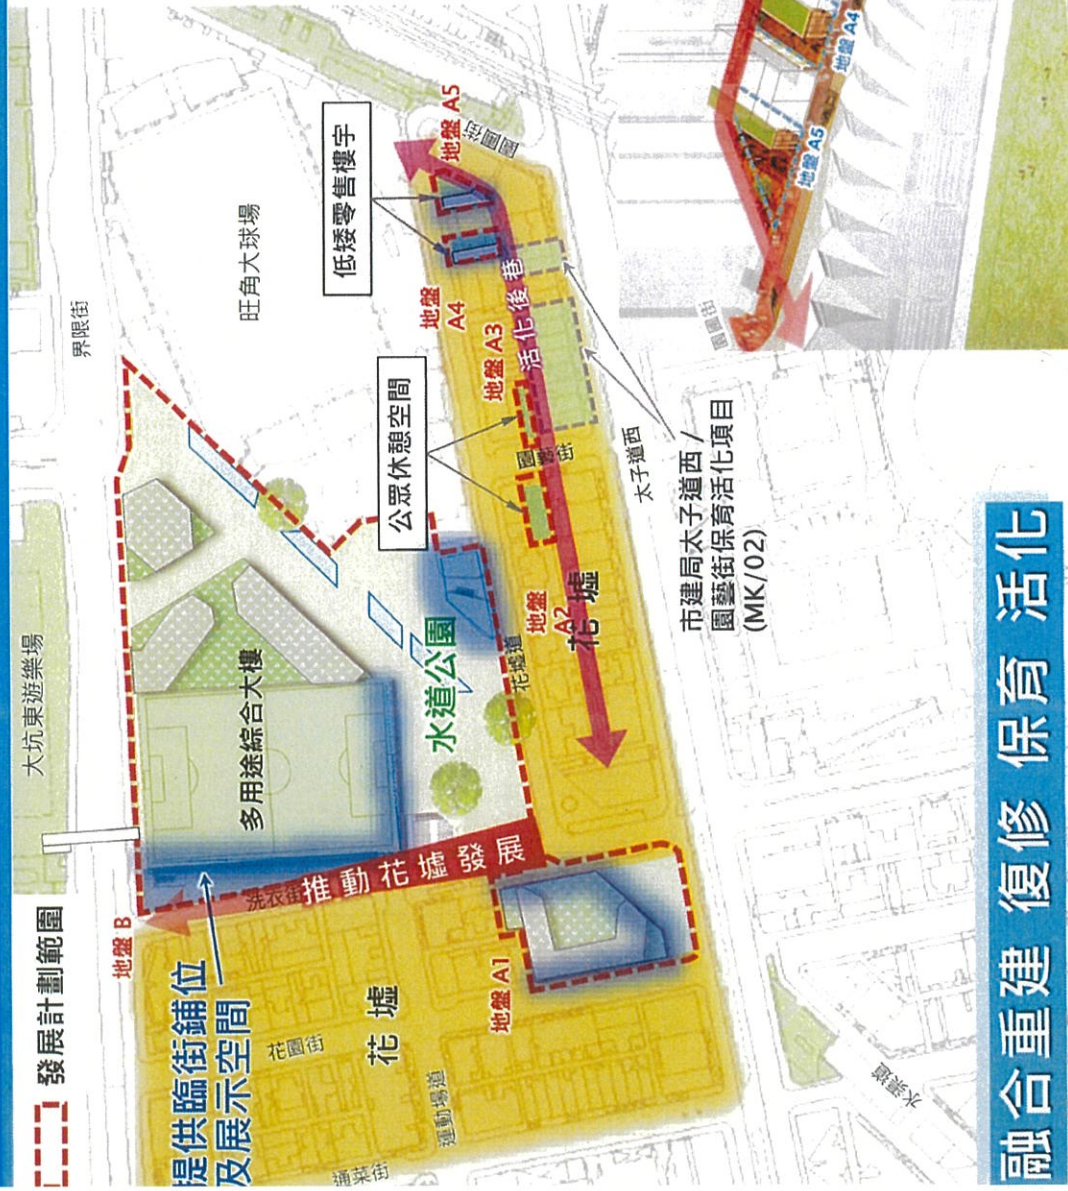 發展計劃範圍
大坑東遊樂場
界限街
地盤 B
提供臨街鋪位
及展示空間
多用途綜合大樓
旺角大球場
洗衣街
推動花墟發展
水道公園
公眾休憩空間
低矮零售樓宇
花園街
花墟
地盤 A1
花墟道
地盤
A2
花墟
園藝街
地盤 A3
地盤
A4
地盤 A5
園圃街
活化後巷
運動場道
通菜街
太子道西
市建局太子道西 /
園藝街保育活化項目
(MK/02)
水渠道
園圃街
地盤 A5
地盤 A4
融合重建 復修 保育 活化